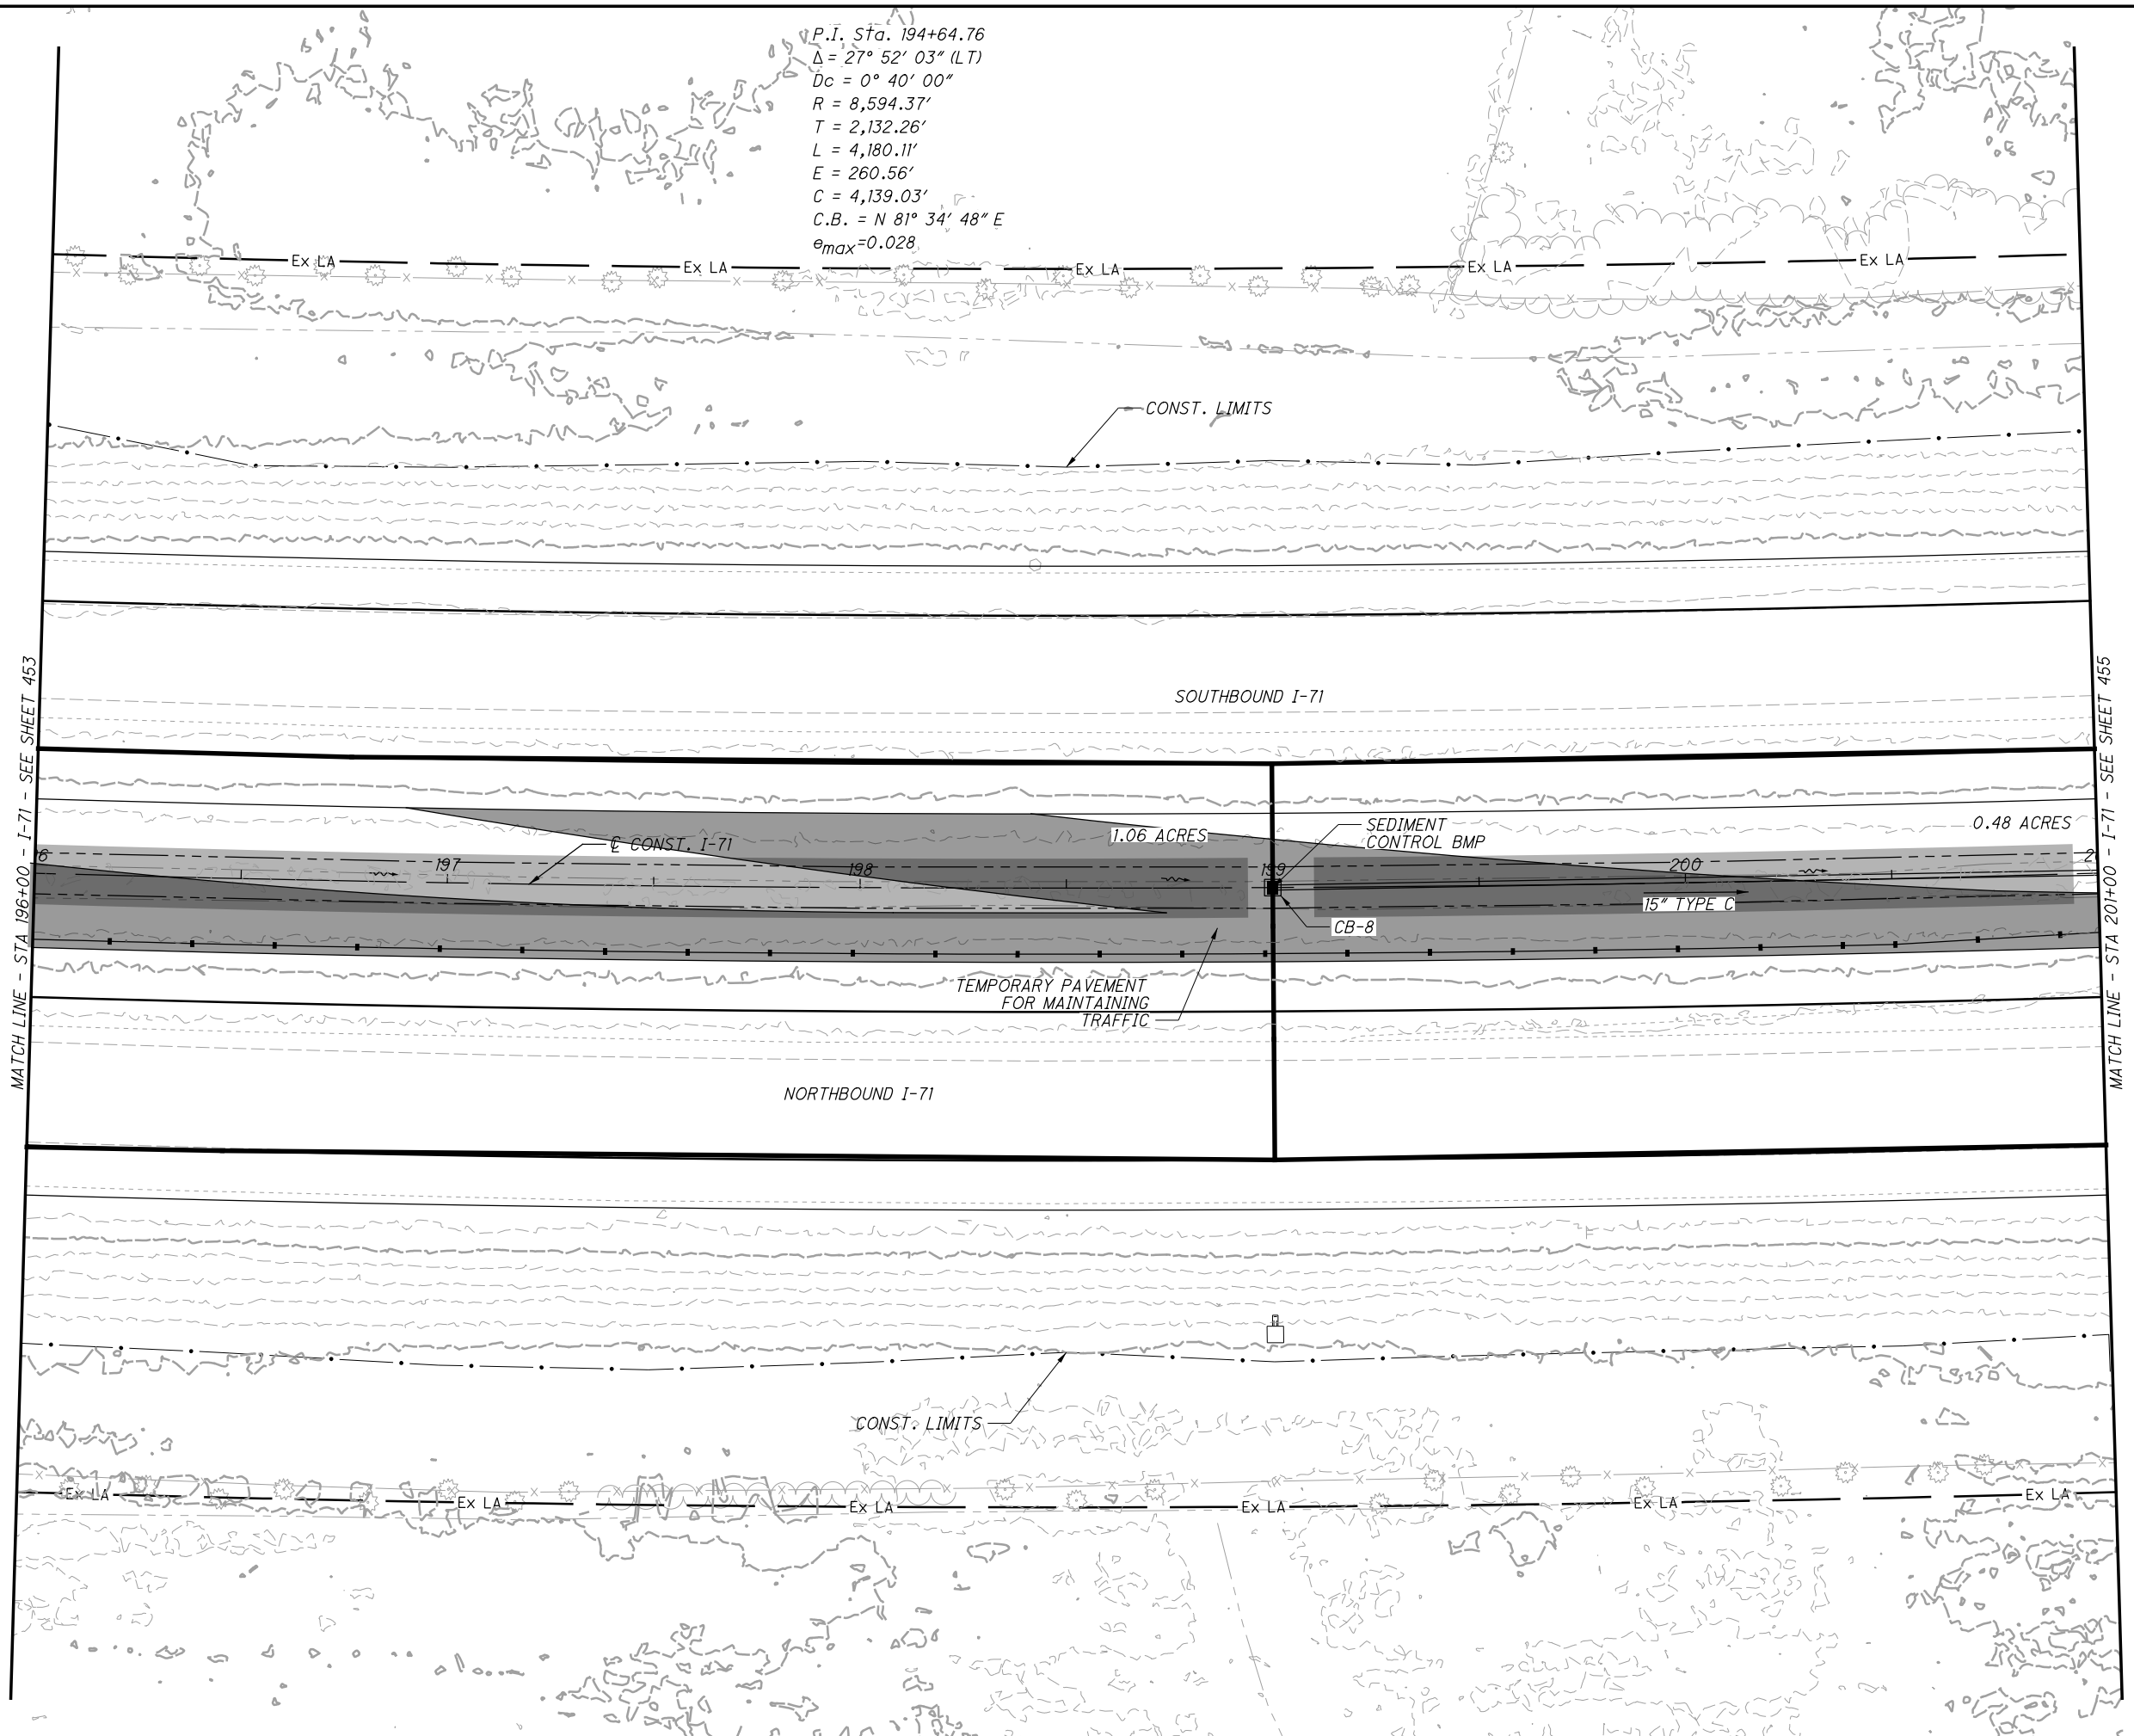 P.I. Sta. 194+64.76
Δ = 27° 52' 03" (LT)
Dc = 0° 40' 00"
R = 8,594.37'
T = 2,132.26'
L = 4,180.11'
E = 260.56'
C = 4,139.03'
C.B. = N 81° 34' 48" E
emax=0.028
Ex LA
Ex LA
Ex LA
Ex LA
Ex LA
CONST. LIMITS
MATCH LINE - STA 196+00 - I-71 - SEE SHEET 453
MATCH LINE - STA 201+00 - I-71 - SEE SHEET 455
SOUTHBOUND I-71
1.06 ACRES
SEDIMENT
CONTROL BMP
0.48 ACRES
℄ CONST. I-71
6
197
198
199
200
2
15" TYPE C
CB-8
TEMPORARY PAVEMENT
FOR MAINTAINING
TRAFFIC
NORTHBOUND I-71
CONST. LIMITS
Ex LA
Ex LA
Ex LA
Ex LA
Ex LA
Ex LA